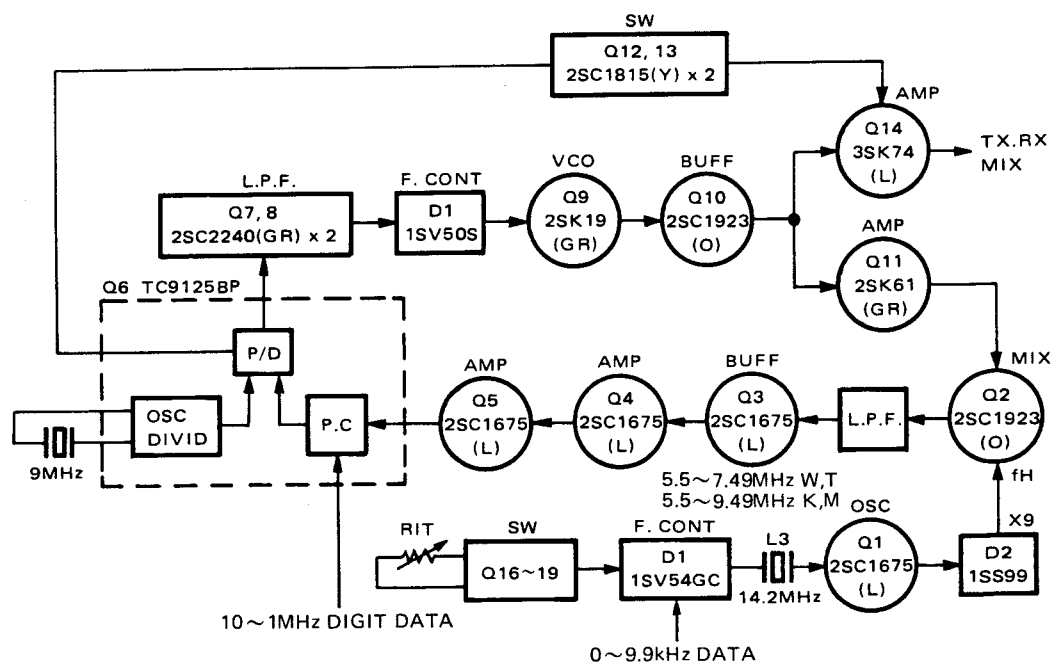 SW
Q12, 13
2SC1815(Y) x 2
AMP
Q14
3SK74
(L)
TX.RX
MIX
L.P.F.
Q7, 8
2SC2240(GR) x 2
F. CONT
D1
1SV50S
VCO
Q9
2SK19
(GR)
BUFF
Q10
2SC1923
(O)
AMP
Q11
2SK61
(GR)
Q6 TC9125BP
P/D
OSC
DIVID
9MHz
P.C
AMP
Q5
2SC1675
(L)
AMP
Q4
2SC1675
(L)
BUFF
Q3
2SC1675
(L)
L.P.F.
MIX
Q2
2SC1923
(O)
fH
5.5~7.49MHz W,T
5.5~9.49MHz K,M
RIT
SW
Q16~19
F. CONT
D1
1SV54GC
L3
14.2MHz
OSC
Q1
2SC1675
(L)
X9
D2
1SS99
10~1MHz DIGIT DATA
0~9.9kHz DATA